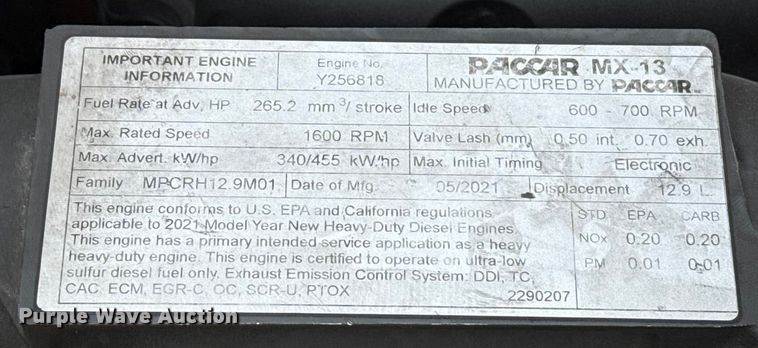 IMPORTANT ENGINE INFORMATION
Engine No. Y256818
PACCAR MX-13
MANUFACTURED BY PACCAR
Fuel Rate at Adv. HP 265.2 mm³/ stroke
Idle Speed 600 - 700 RPM
Max. Rated Speed 1600 RPM
Valve Lash (mm) 0.50 int. 0.70 exh.
Max. Advert. kW/hp 340/455 kW/hp
Max. Initial Timing Electronic
Family MPCRH12.9M01
Date of Mfg. 05/2021
Displacement 12.9 L
This engine conforms to U.S. EPA and California regulations
applicable to 2021 Model Year New Heavy-Duty Diesel Engines.
This engine has a primary intended service application as a heavy
heavy-duty engine. This engine is certified to operate on ultra-low
sulfur diesel fuel only. Exhaust Emission Control System: DDI, TC,
CAC, ECM, EGR-C, OC, SCR-U, PTOX
2290207
STD EPA CARB
NOx 0.20 0.20
PM 0.01 0.01
Purple Wave Auction